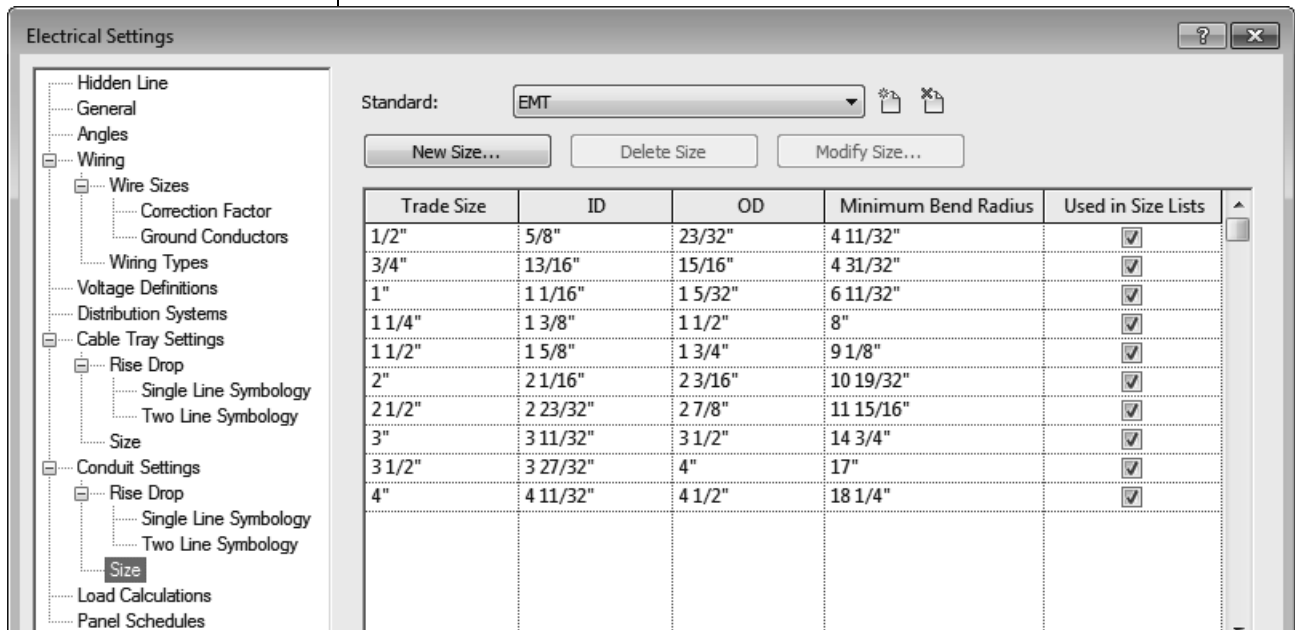 Electrical Settings
Hidden Line
General
Angles
Wiring
Wire Sizes
Correction Factor
Ground Conductors
Wiring Types
Voltage Definitions
Distribution Systems
Cable Tray Settings
Rise Drop
Single Line Symbology
Two Line Symbology
Size
Conduit Settings
Rise Drop
Single Line Symbology
Two Line Symbology
Size
Load Calculations
Panel Schedules
Standard: EMT
New Size... Delete Size Modify Size...
Trade Size ID OD Minimum Bend Radius Used in Size Lists
1/2" 5/8" 23/32" 4 11/32"
3/4" 13/16" 15/16" 4 31/32"
1" 1 1/16" 1 5/32" 6 11/32"
1 1/4" 1 3/8" 1 1/2" 8"
1 1/2" 1 5/8" 1 3/4" 9 1/8"
2" 2 1/16" 2 3/16" 10 19/32"
2 1/2" 2 23/32" 2 7/8" 11 15/16"
3" 3 11/32" 3 1/2" 14 3/4"
3 1/2" 3 27/32" 4" 17"
4" 4 11/32" 4 1/2" 18 1/4"